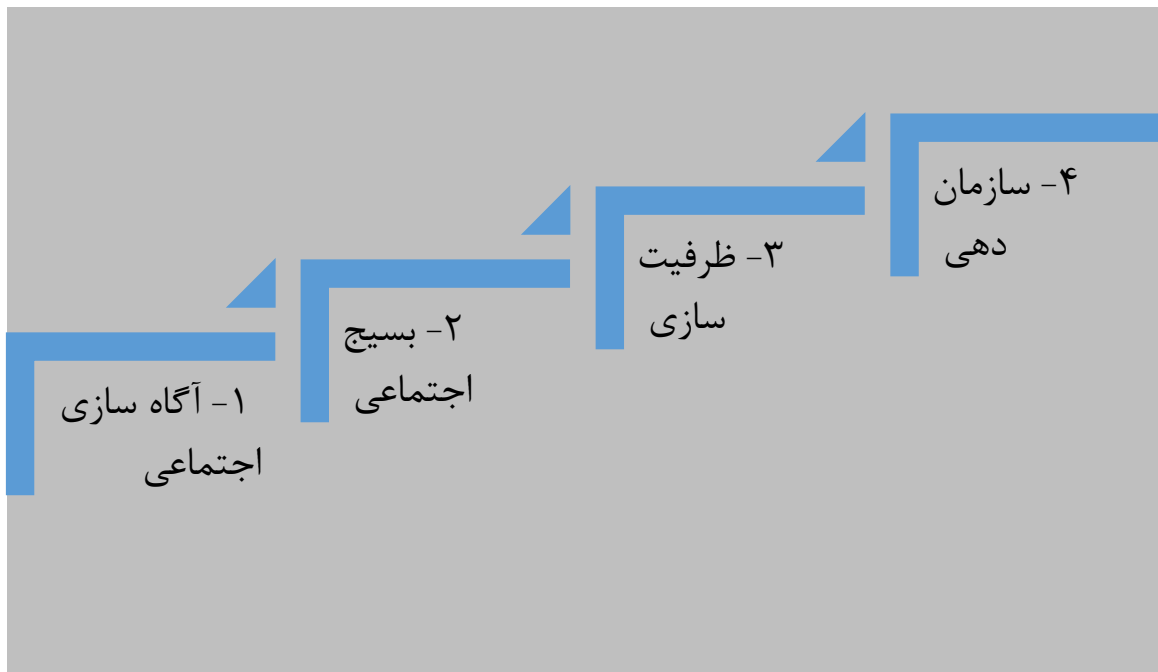 ۱- آگاه سازی
اجتماعی
۲- بسیج
اجتماعی
۳- ظرفیت
سازی
۴- سازمان
دهی